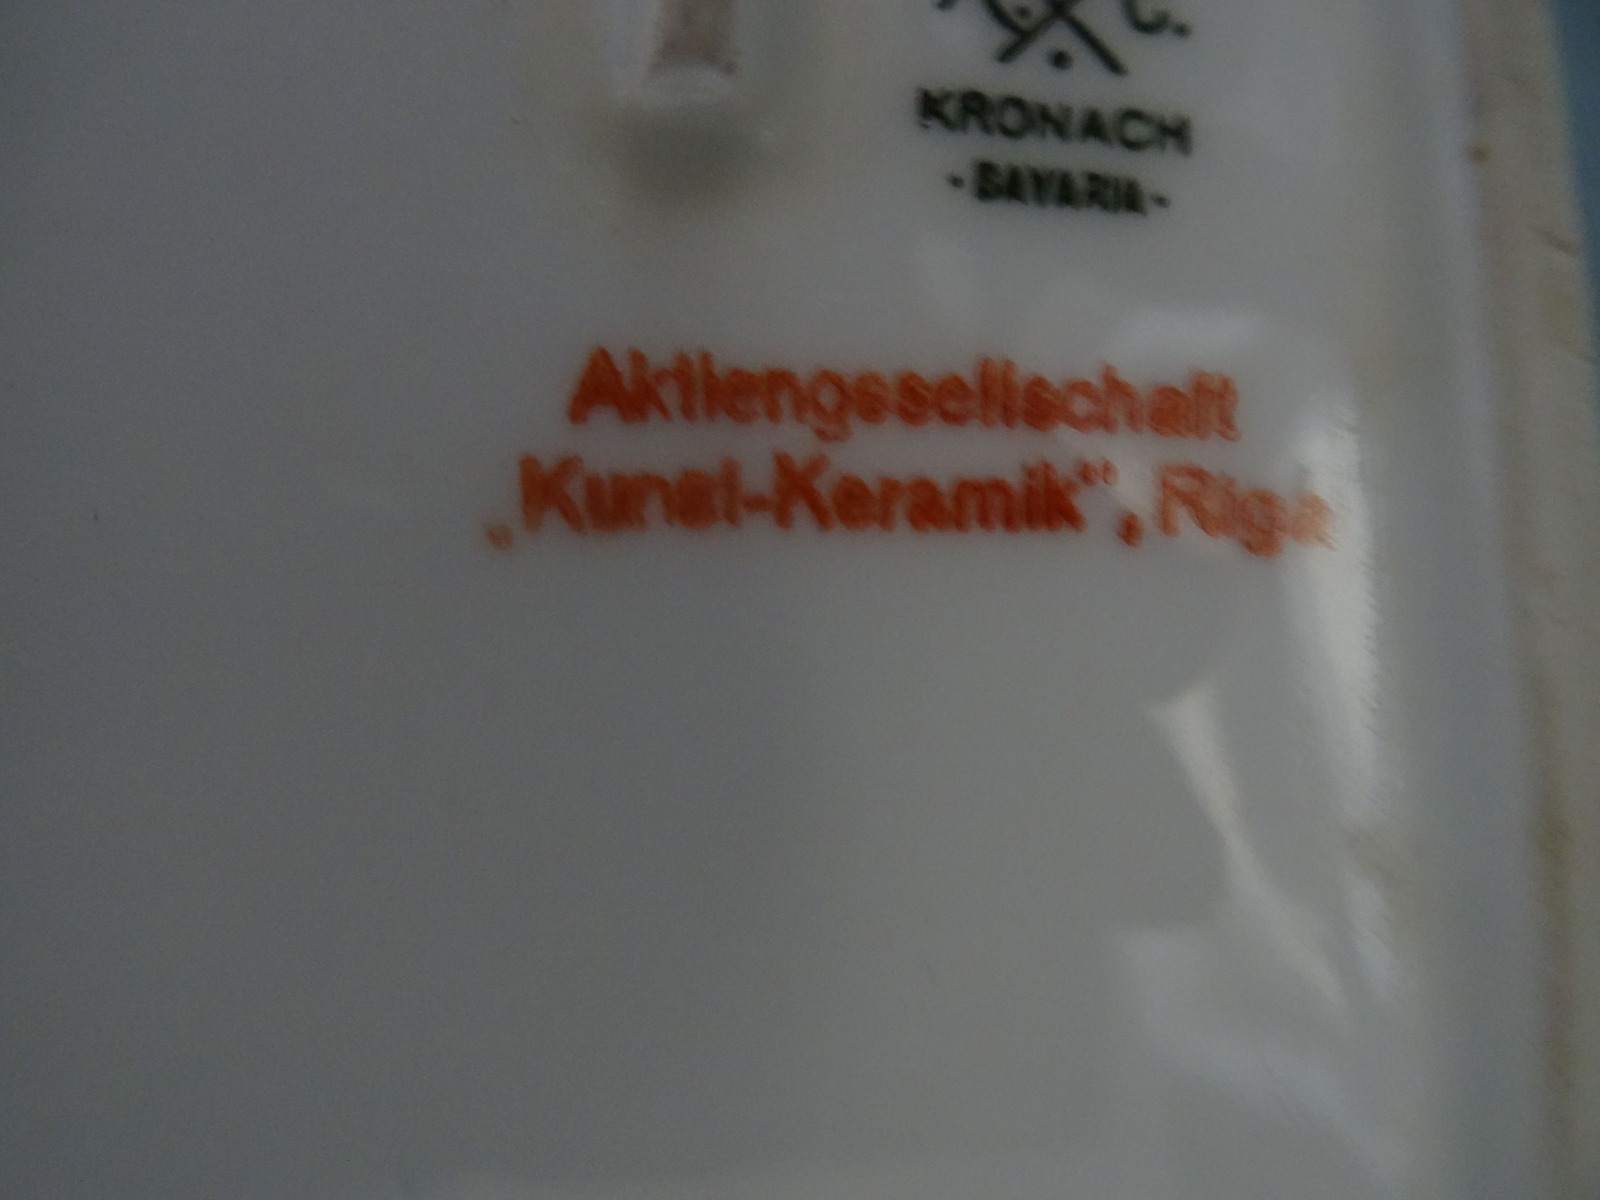 C.
KRONACH
-BAVARIA-
Aktiengesellschaft
„Kunst-Keramik“, Riga